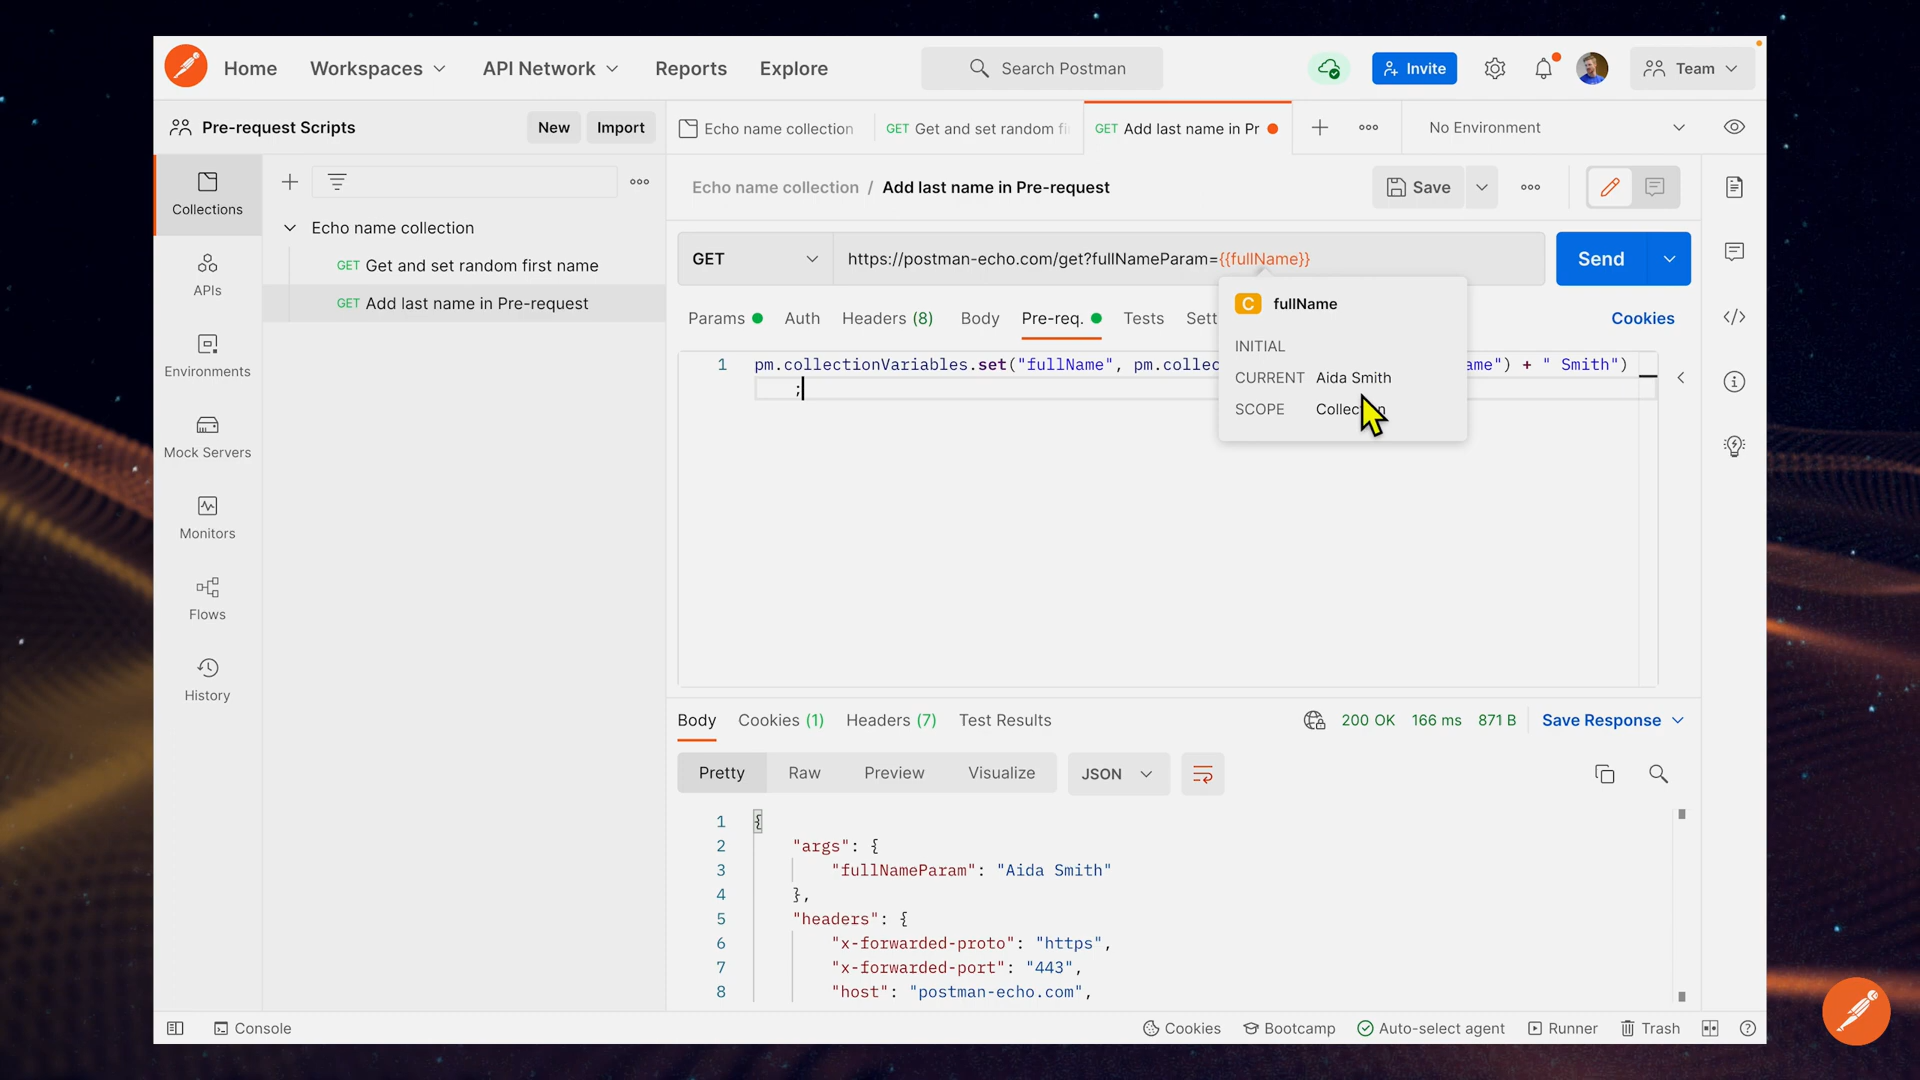 Home
Workspaces
API Network
Reports
Explore
Search Postman
Invite
Team
Pre-request Scripts
New
Import
Echo name collection
GET Get and set random fi
GET Add last name in Pr
No Environment
Collections
APIs
Environments
Mock Servers
Monitors
Flows
History
Echo name collection
GET Get and set random first name
GET Add last name in Pre-request
Echo name collection / Add last name in Pre-request
Save
GET
https://postman-echo.com/get?fullNameParam={{fullName}}
Send
Params
Auth
Headers (8)
Body
Pre-req.
Tests
Sett
Cookies
C fullName
INITIAL
CURRENT Aida Smith
SCOPE
1 pm.collectionVariables.set("fullName", pm.collec
ame") + " Smith")
;
Body
Cookies (1)
Headers (7)
Test Results
200 OK 166 ms 871 B
Save Response
Pretty
Raw
Preview
Visualize
JSON
1 {
2 "args": {
3 "fullNameParam": "Aida Smith"
4 },
5 "headers": {
6 "x-forwarded-proto": "https",
7 "x-forwarded-port": "443",
8 "host": "postman-echo.com",
Console
Cookies
Bootcamp
Auto-select agent
Runner
Trash